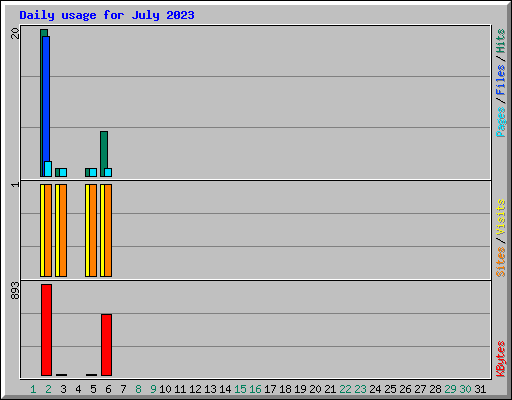 Daily usage for July 2023
20
1
893
Pages / Files / Hits
Sites / Visits
KBytes
1 2 3 4 5 6 7 8 9 10 11 12 13 14 15 16 17 18 19 20 21 22 23 24 25 26 27 28 29 30 31